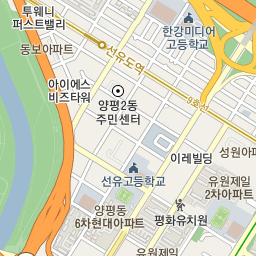 투웨니
퍼스트밸리
동보아파트
한강미디어
고등학교
선유도역
아이에스
비즈타워
9호선
양평2동
주민센터
이레빌딩
성원아파
선유고등학교
유원제일
2차아파트
양평동
6차현대아파트
평화유치원
유원제일